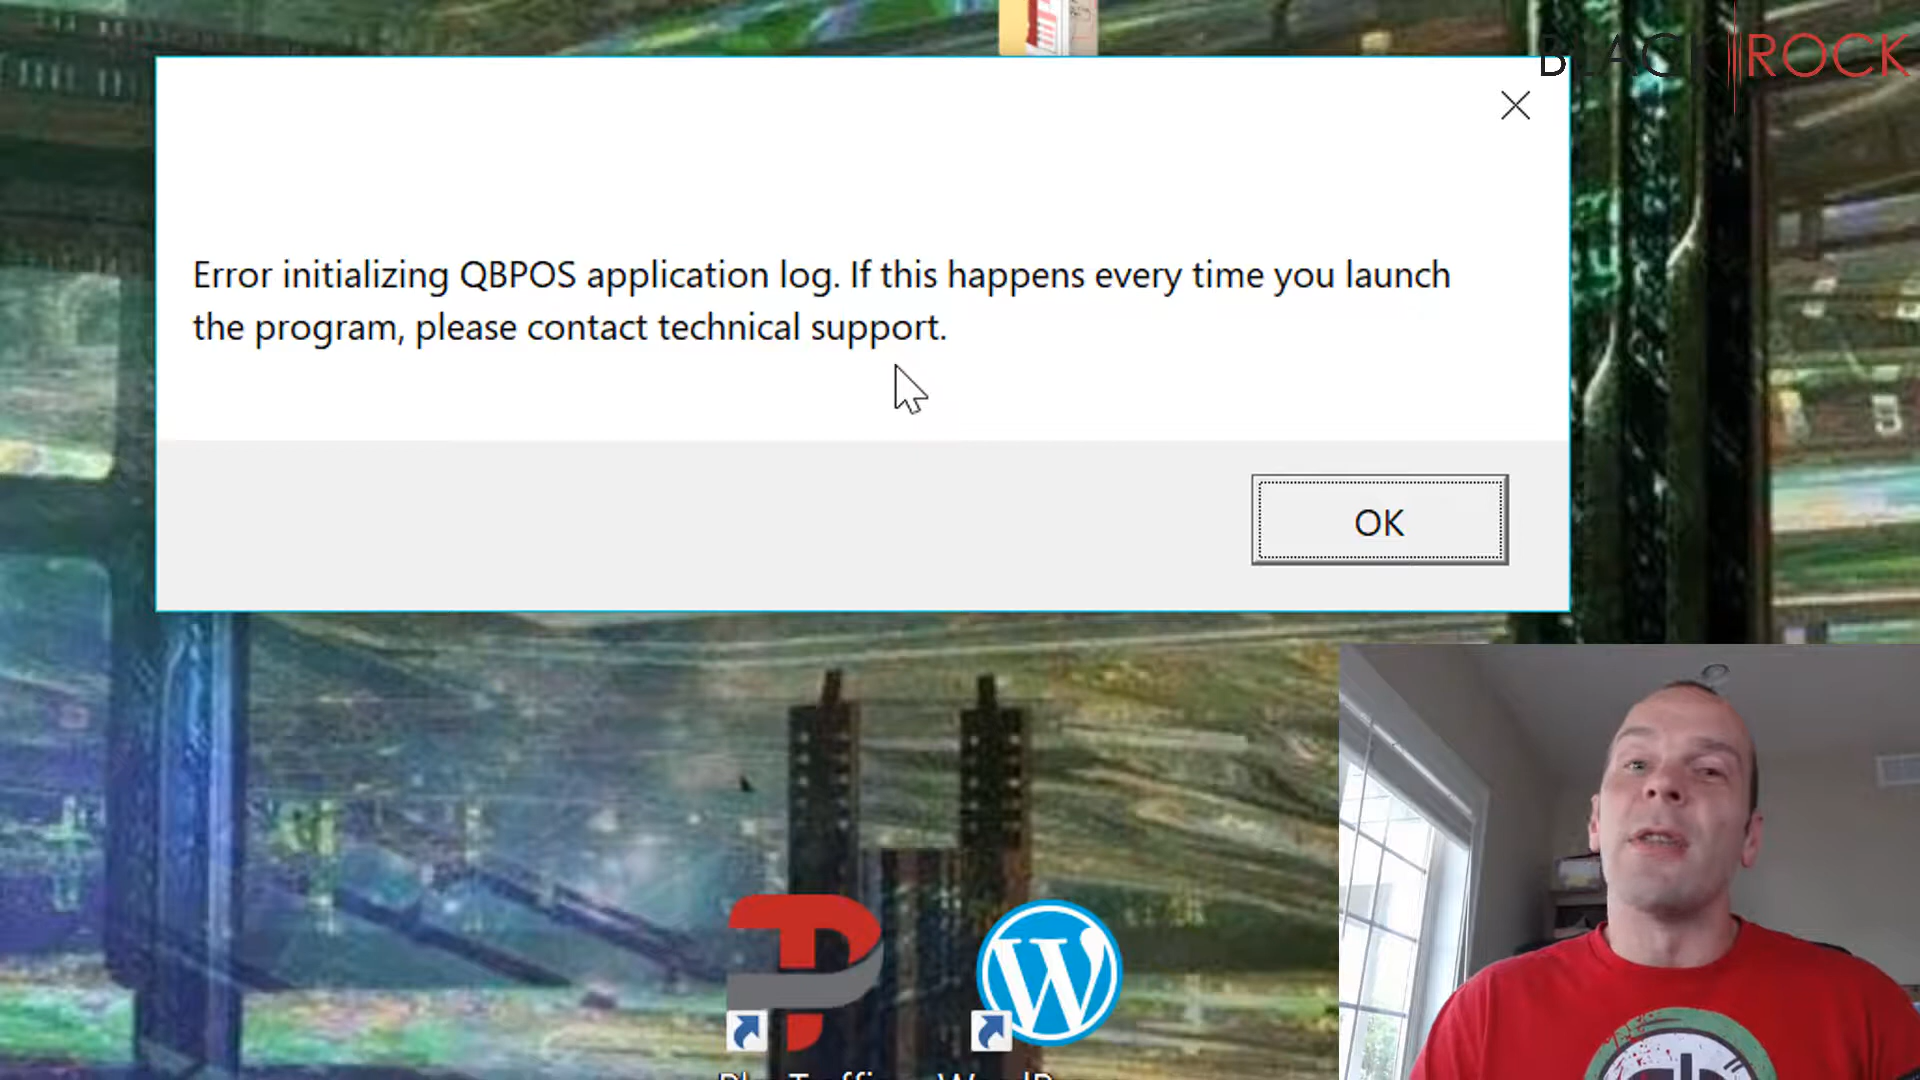 BLACK ROCK
Error initializing QBPOS application log. If this happens every time you launch
the program, please contact technical support.
OK